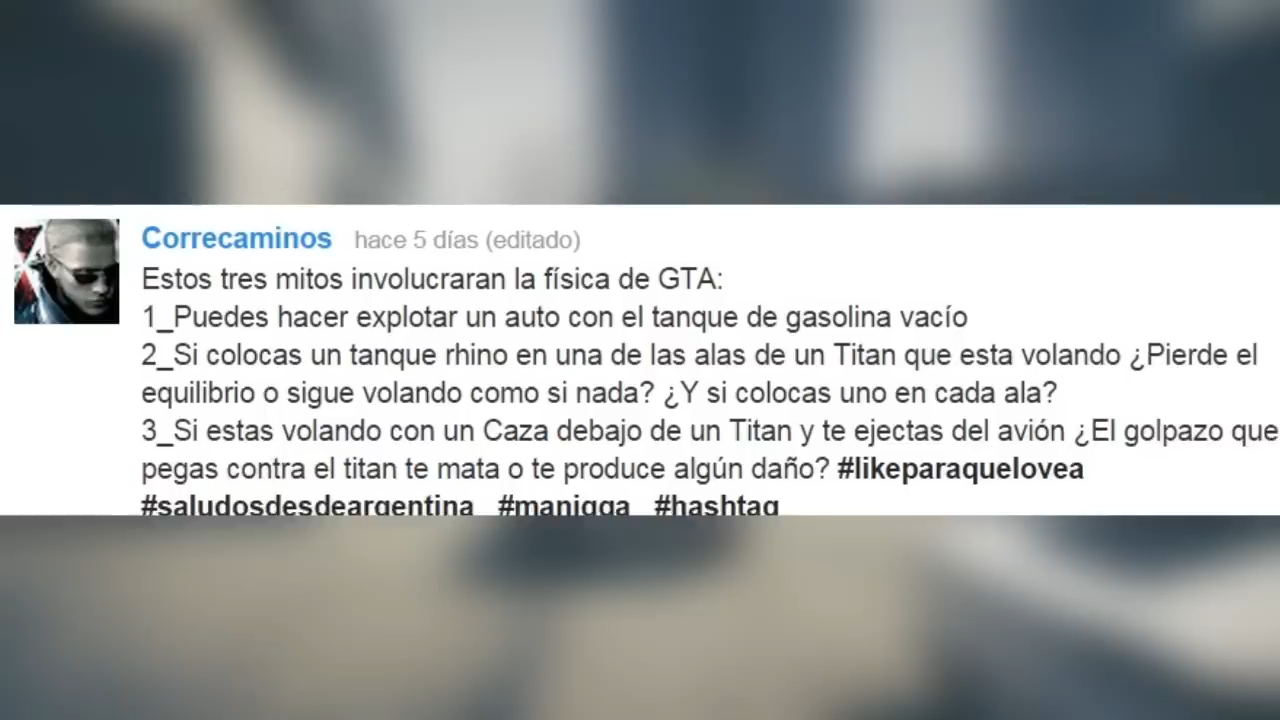 Correcaminos hace 5 días (editado)
Estos tres mitos involucraran la física de GTA:
1_Puedes hacer explotar un auto con el tanque de gasolina vacío
2_Si colocas un tanque rhino en una de las alas de un Titan que esta volando ¿Pierde el
equilibrio o sigue volando como si nada? ¿Y si colocas uno en cada ala?
3_Si estas volando con un Caza debajo de un Titan y te ejectas del avión ¿El golpazo que
pegas contra el titan te mata o te produce algún daño? #likeparaquelovea
#saludosdesdeargentina #manigga #hashtag